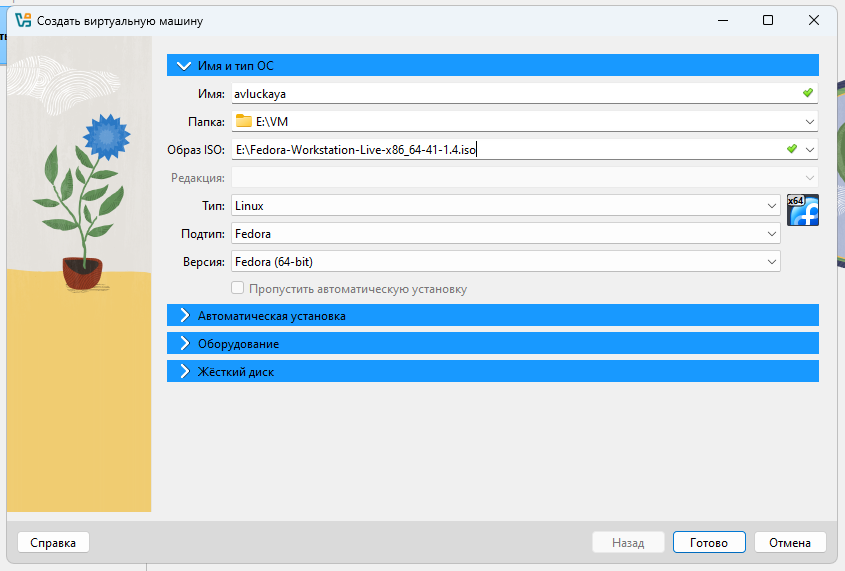 Создать виртуальную машину
Имя и тип ОС
Имя: avluckaya
Папка: E:\VM
Образ ISO: E:\Fedora-Workstation-Live-x86_64-41-1.4.iso
Редакция:
Тип: Linux
x64
Подтип: Fedora
Версия: Fedora (64-bit)
Пропустить автоматическую установку
Автоматическая установка
Оборудование
Жёсткий диск
Справка Назад Готово Отмена